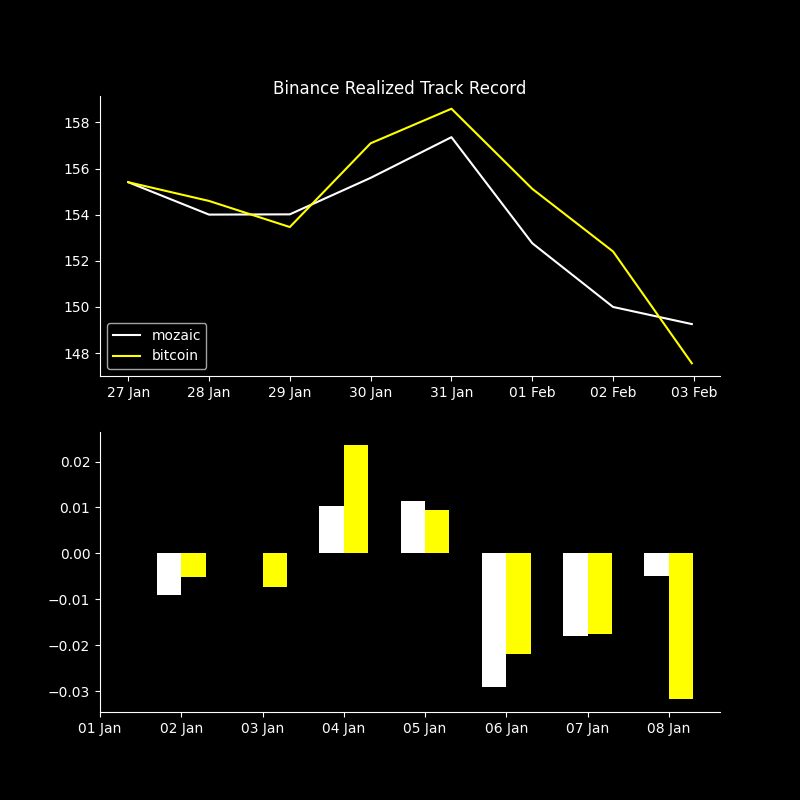 Binance Realized Track Record
158
156
154
152
150
148
mozaic
bitcoin
27 Jan 28 Jan 29 Jan 30 Jan 31 Jan 01 Feb 02 Feb 03 Feb
0.02
0.01
0.00
−0.01
−0.02
−0.03
01 Jan 02 Jan 03 Jan 04 Jan 05 Jan 06 Jan 07 Jan 08 Jan